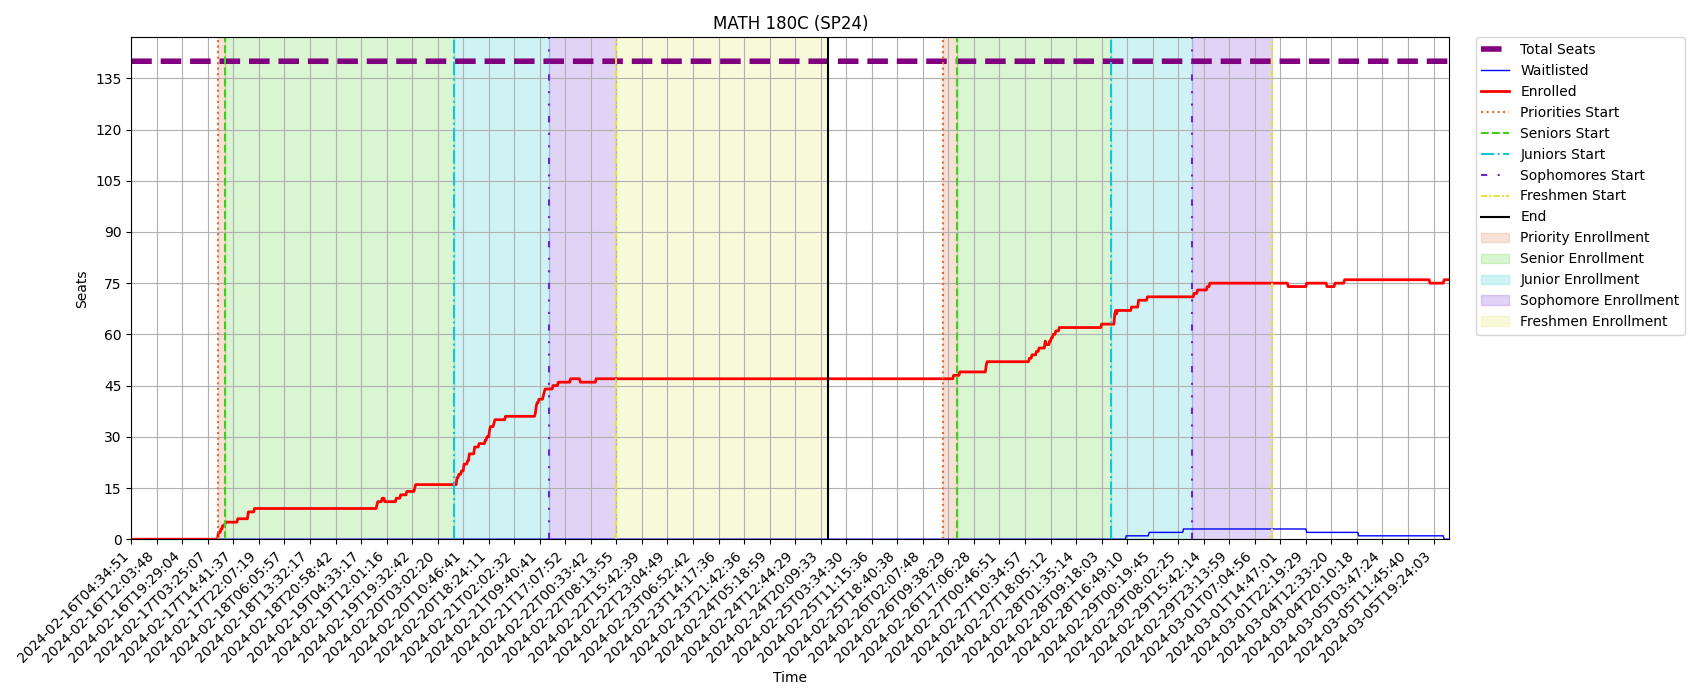 MATH 180C (SP24)
Seats
135
120
105
90
75
60
45
30
15
0
2024-02-16T04:34:51
2024-02-16T12:03:48
2024-02-16T19:29:04
2024-02-17T03:25:07
2024-02-17T14:41:37
2024-02-17T22:07:19
2024-02-18T06:05:57
2024-02-18T13:32:17
2024-02-18T20:58:42
2024-02-19T04:33:17
2024-02-19T12:01:16
2024-02-19T19:32:42
2024-02-20T03:02:20
2024-02-20T10:46:41
2024-02-20T18:24:11
2024-02-21T02:02:32
2024-02-21T09:40:41
2024-02-21T17:07:52
2024-02-22T00:33:42
2024-02-22T08:13:55
2024-02-22T15:42:39
2024-02-22T23:04:49
2024-02-23T06:52:42
2024-02-23T14:17:36
2024-02-23T21:42:36
2024-02-24T05:18:59
2024-02-24T12:44:29
2024-02-24T20:09:33
2024-02-25T03:34:30
2024-02-25T11:15:36
2024-02-25T18:40:38
2024-02-26T02:07:48
2024-02-26T09:38:29
2024-02-26T17:06:28
2024-02-27T00:46:51
2024-02-27T10:34:57
2024-02-27T18:05:12
2024-02-28T01:35:14
2024-02-28T09:18:03
2024-02-28T16:49:10
2024-02-29T00:19:45
2024-02-29T08:02:25
2024-02-29T15:42:14
2024-02-29T23:13:59
2024-03-01T07:04:56
2024-03-01T14:47:01
2024-03-01T22:19:29
2024-03-04T12:33:20
2024-03-04T20:10:18
2024-03-05T03:47:24
2024-03-05T11:45:40
2024-03-05T19:24:03
Time
Total Seats
Waitlisted
Enrolled
Priorities Start
Seniors Start
Juniors Start
Sophomores Start
Freshmen Start
End
Priority Enrollment
Senior Enrollment
Junior Enrollment
Sophomore Enrollment
Freshmen Enrollment